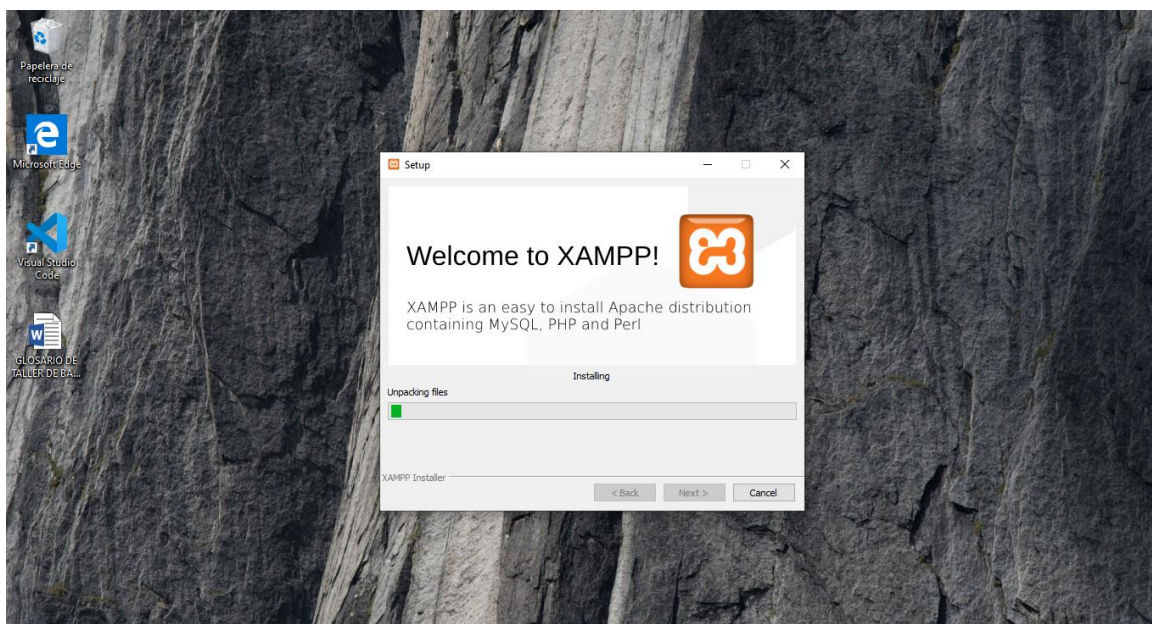 Papelera de
reciclaje
Microsoft Edge
Visual Studio
Code
GLOSARIO DE
TALLER DE BA...
Setup
Welcome to XAMPP!
XAMPP is an easy to install Apache distribution
containing MySQL, PHP and Perl
Installing
Unpacking files
XAMPP Installer
< Back
Next >
Cancel